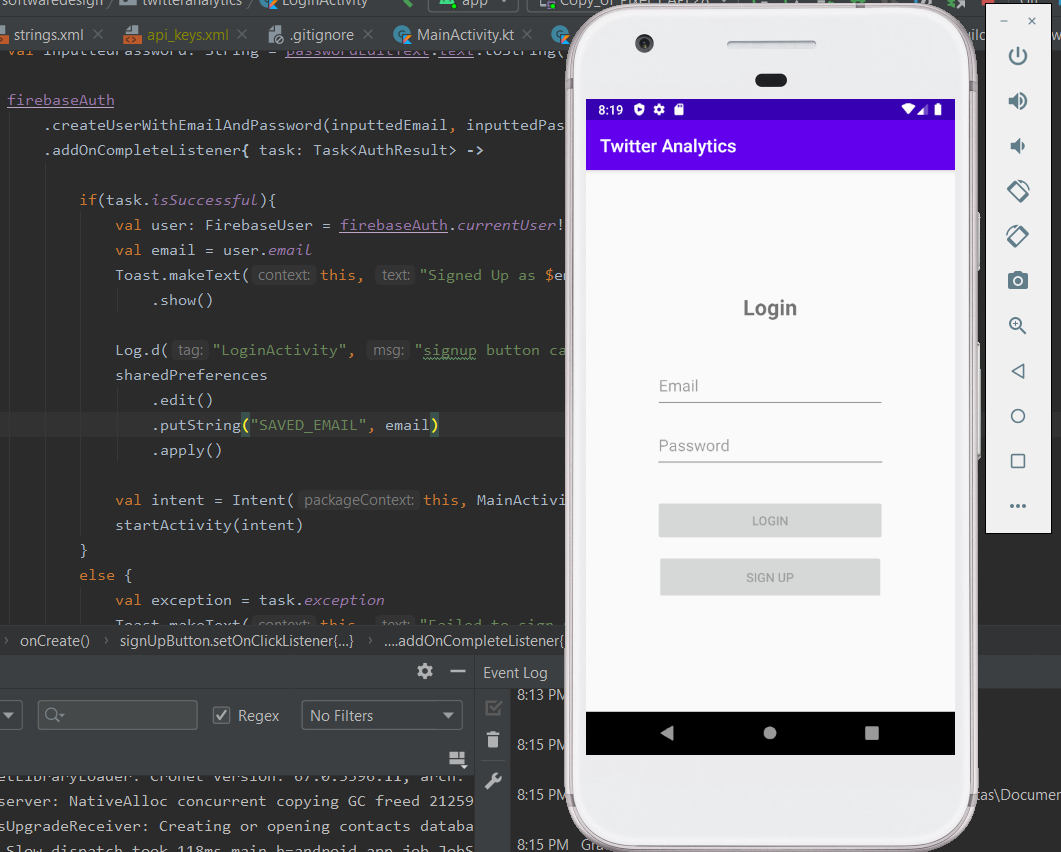 softwaredesign
twitteranalytics
LoginActivity
app
strings.xml
api_keys.xml
.gitignore
MainActivity.kt
val inputtedPassword: String = passwordEditText.text.toString(
firebaseAuth
.createUserWithEmailAndPassword(inputtedEmail, inputtedPas
.addOnCompleteListener{ task: Task<AuthResult> ->
if(task.isSuccessful){
val user: FirebaseUser = firebaseAuth.currentUser!
val email = user.email
Toast.makeText( context: this, text: "Signed Up as $em
.show()
Log.d( tag: "LoginActivity", msg: "signup button ca
sharedPreferences
.edit()
.putString("SAVED_EMAIL", email)
.apply()
val intent = Intent( packageContext: this, MainActivi
startActivity(intent)
}
else {
val exception = task.exception
Toast.makeText( context: this, text: "Failed to sign
onCreate()
signUpButton.setOnClickListener{...}
....addOnCompleteListener{
Event Log
Regex
No Filters
8:13 PM
8:15 PM
8:15 PM
8:15 PM
tas\Documen
etLibraryLoader: Cronet version: 67.0.3396.11, arch:
server: NativeAlloc concurrent copying GC freed 21259
sUpgradeReceiver: Creating or opening contacts databa
Slow dispatch took 118ms main h=android.app.job.JobS
8:19
Twitter Analytics
Login
Email
Password
LOGIN
SIGN UP